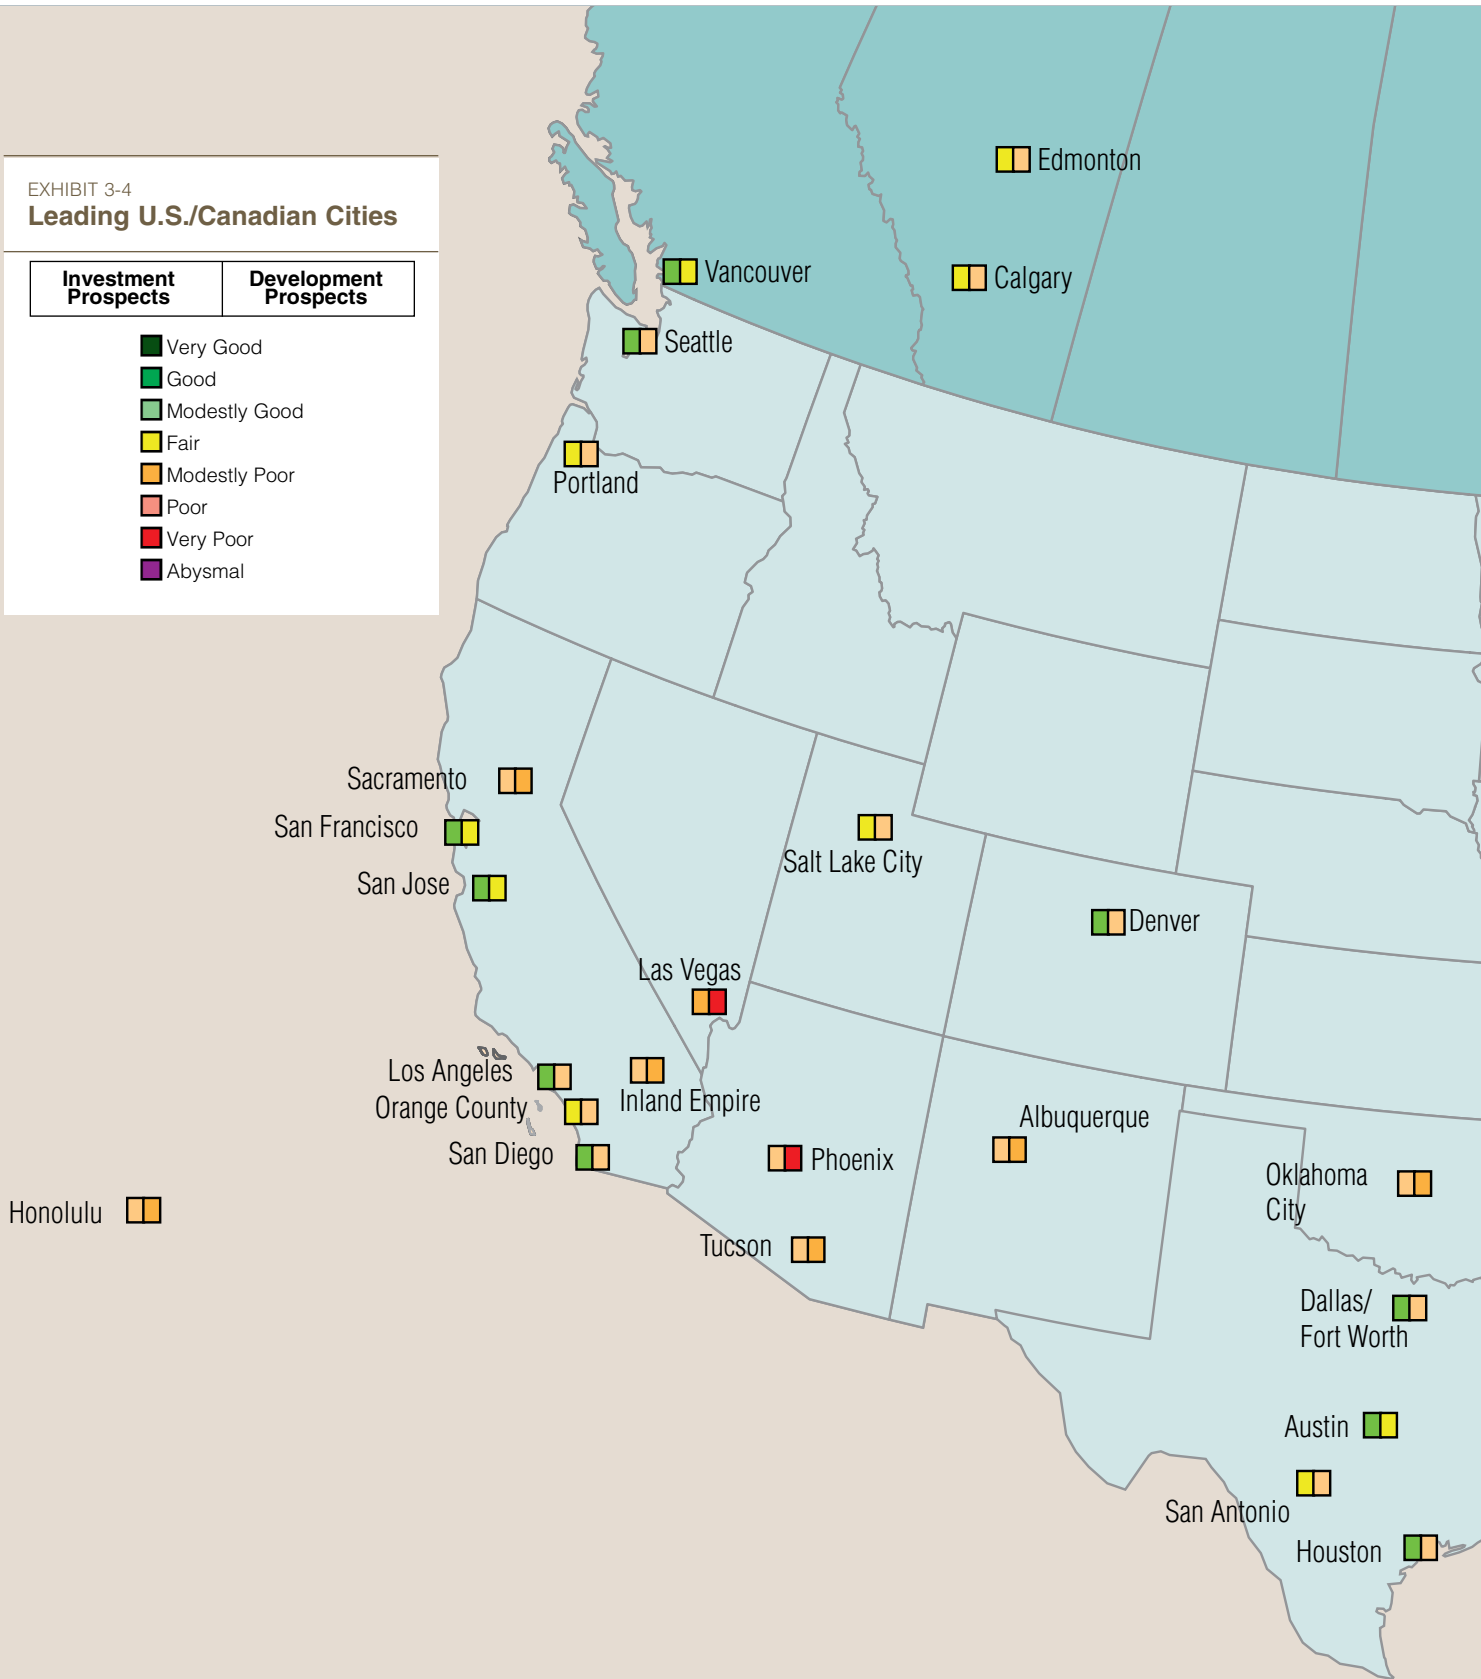 EXHIBIT 3-4
Leading U.S./Canadian Cities
Investment
Prospects
Development
Prospects
Very Good
Good
Modestly Good
Fair
Modestly Poor
Poor
Very Poor
Abysmal
Edmonton
Vancouver
Calgary
Seattle
Portland
Sacramento
San Francisco
Salt Lake City
San Jose
Denver
Las Vegas
Los Angeles
Inland Empire
Orange County
Albuquerque
San Diego
Phoenix
Oklahoma
City
Honolulu
Tucson
Dallas/
Fort Worth
Austin
San Antonio
Houston